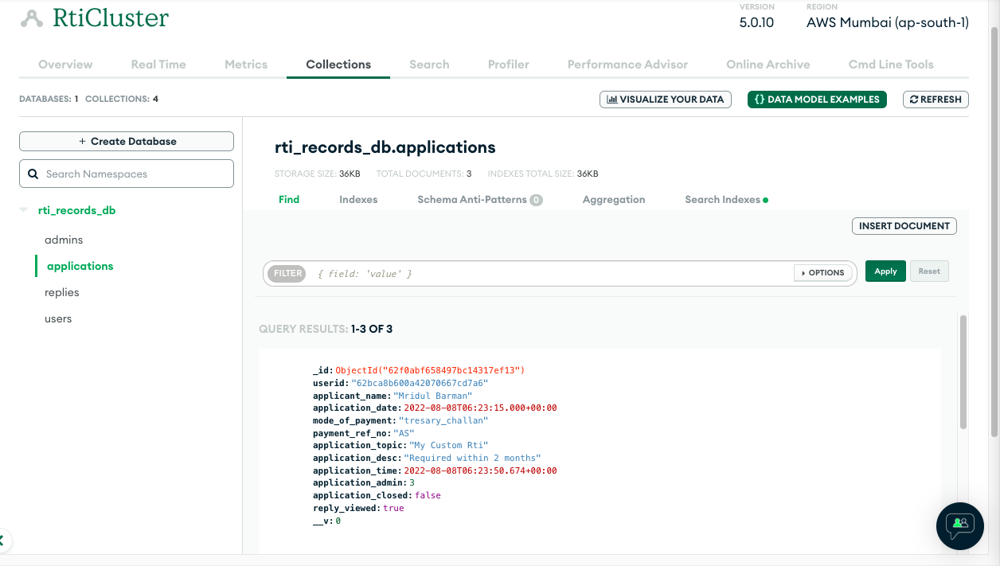 RtiCluster
VERSION
5.0.10
REGION
AWS Mumbai (ap-south-1)
Overview Real Time Metrics Collections Search Profiler Performance Advisor Online Archive Cmd Line Tools
DATABASES: 1 COLLECTIONS: 4
VISUALIZE YOUR DATA
{} DATA MODEL EXAMPLES
REFRESH
+ Create Database
Search Namespaces
rti_records_db
admins
applications
replies
users
rti_records_db.applications
STORAGE SIZE: 36KB TOTAL DOCUMENTS: 3 INDEXES TOTAL SIZE: 36KB
Find Indexes Schema Anti-Patterns 0 Aggregation Search Indexes
INSERT DOCUMENT
FILTER { field: 'value' } OPTIONS Apply Reset
QUERY RESULTS: 1-3 OF 3
_id: ObjectId("62f0abf658497bc14317ef13")
userid: "62bca8b600a42070667cd7a6"
applicant_name: "Mridul Barman"
application_date: 2022-08-08T06:23:15.000+00:00
mode_of_payment: "tresary_challan"
payment_ref_no: "AS"
application_topic: "My Custom Rti"
application_desc: "Required within 2 months"
application_time: 2022-08-08T06:23:50.674+00:00
application_admin: 3
application_closed: false
reply_viewed: true
__v: 0